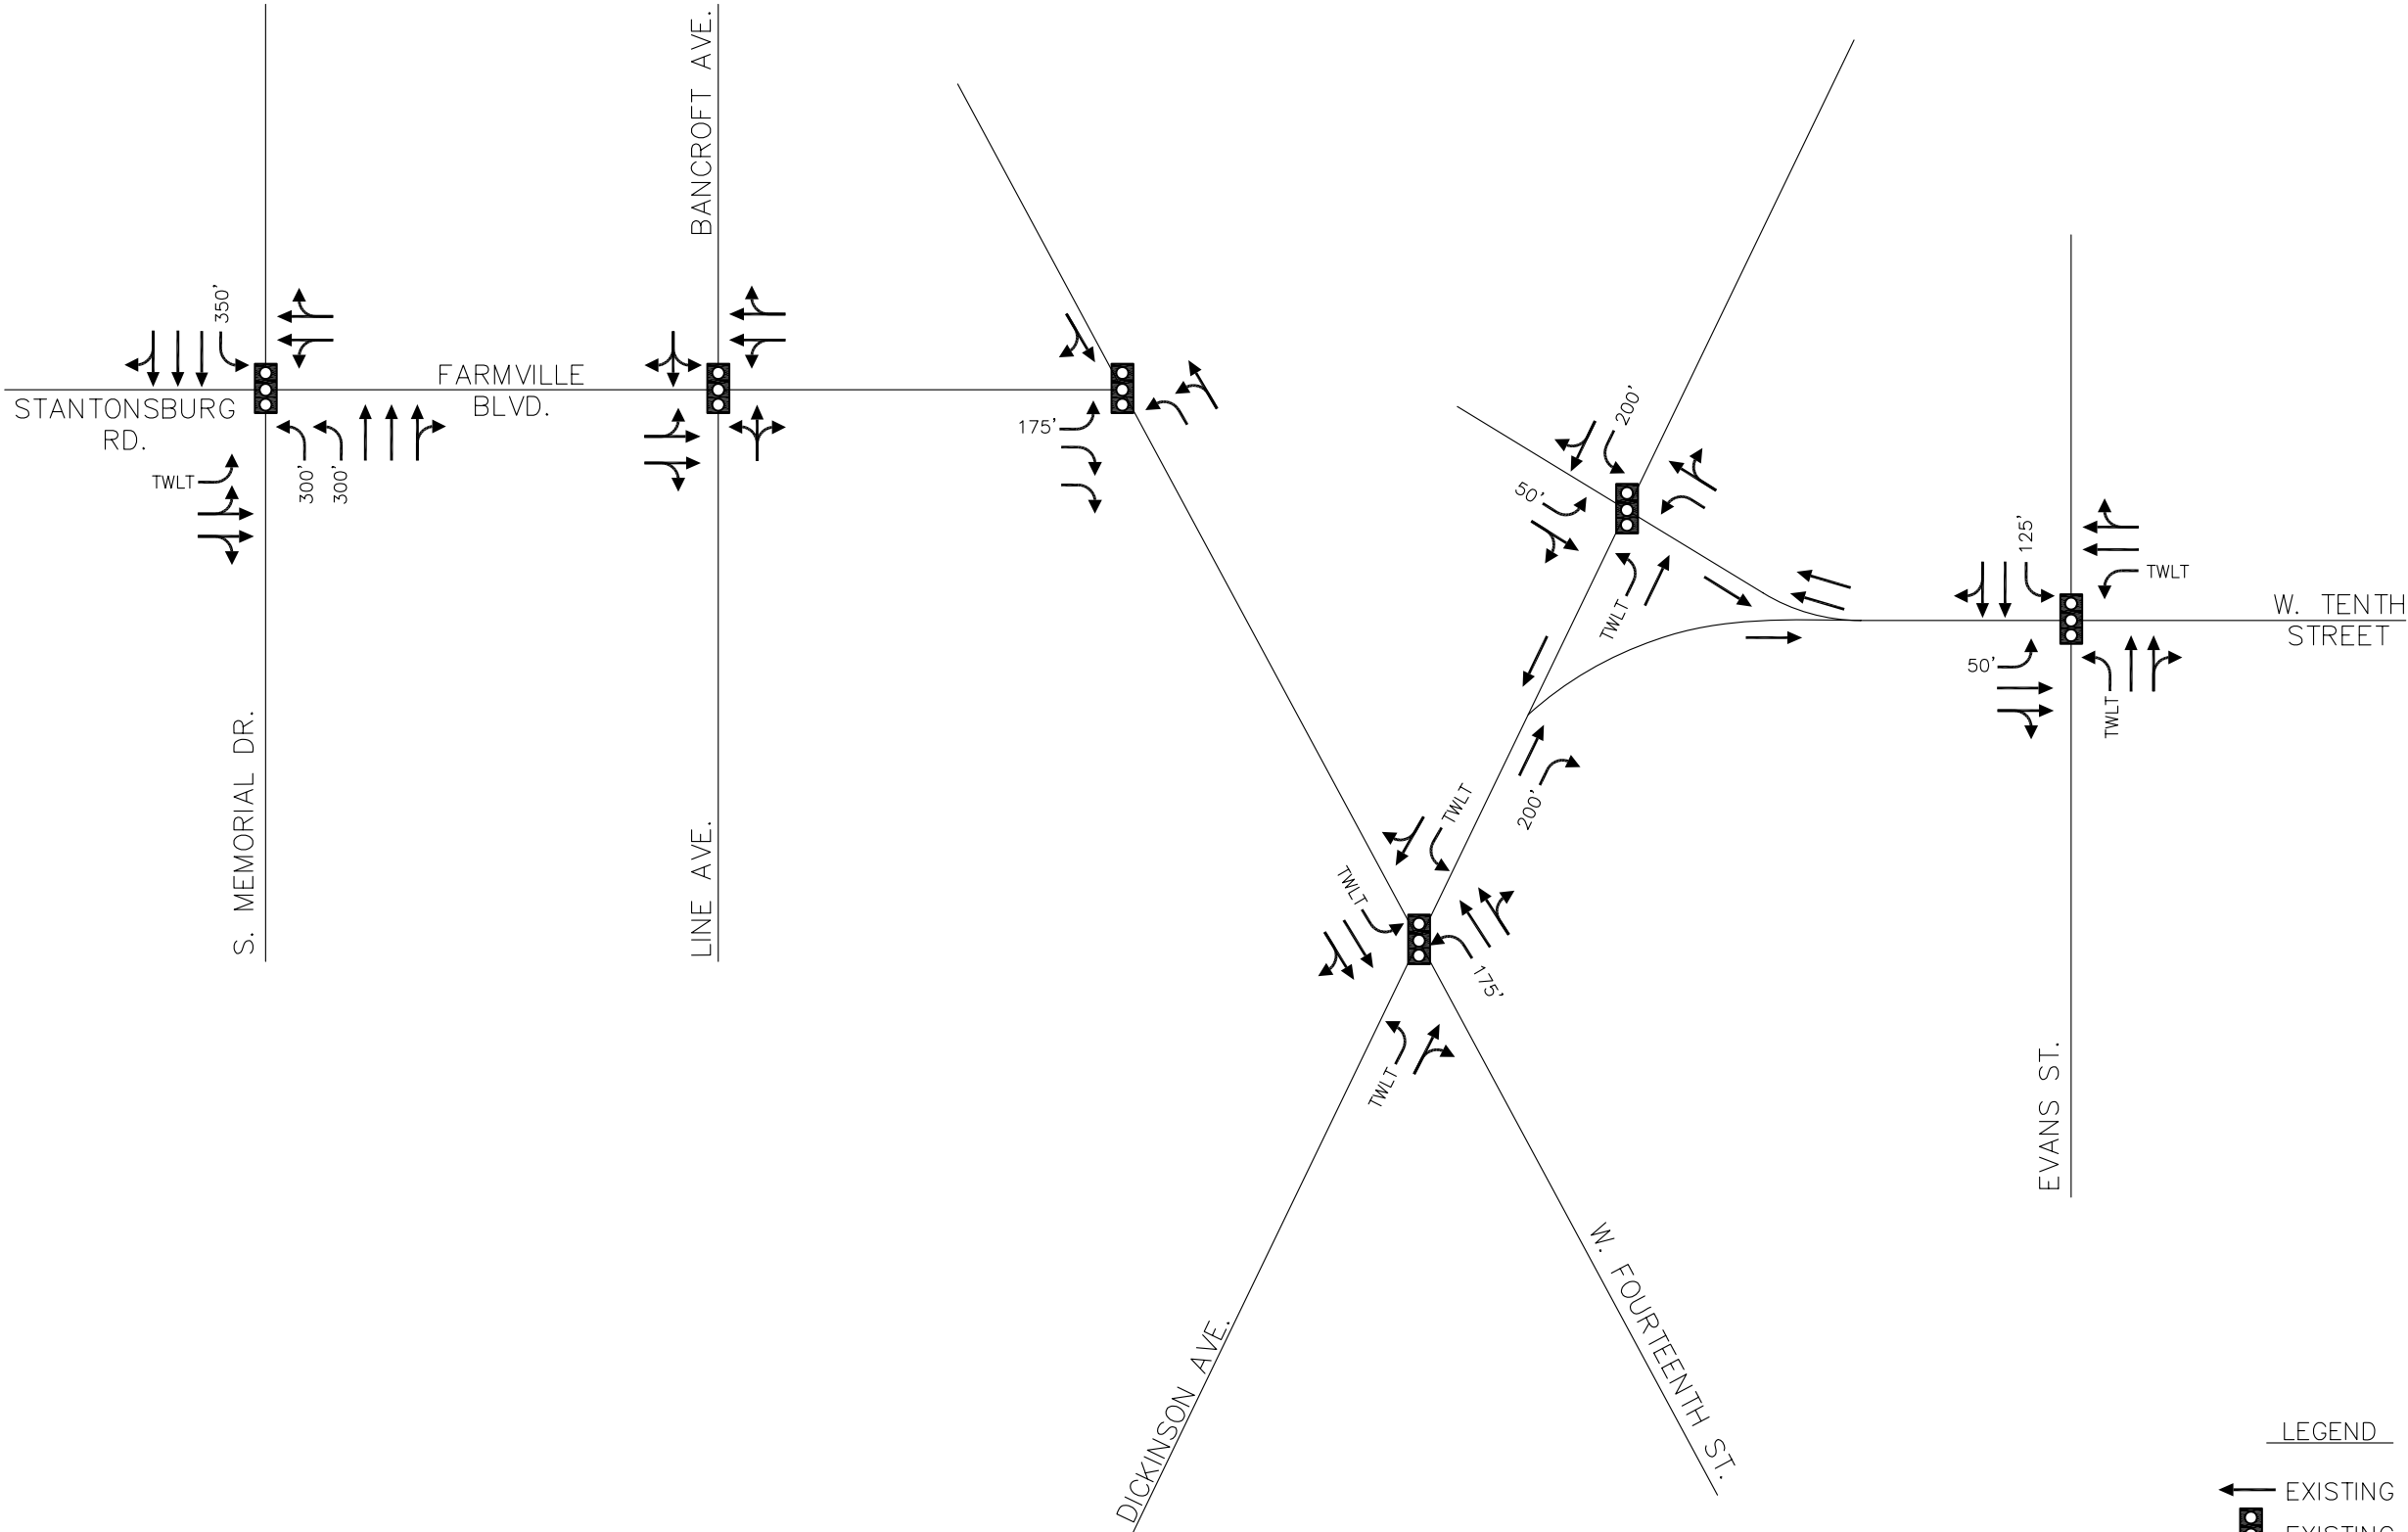 BANCROFT AVE.
350'
FARMVILLE
BLVD.
STANTONSBURG
RD.
TWLT
300'
300'
175'
200'
50'
TWLT
125'
TWLT
W. TENTH
STREET
50'
TWLT
S. MEMORIAL DR.
LINE AVE.
200'
TWLT
TWLT
175'
TWLT
EVANS ST.
W. FOURTEENTH ST.
DICKINSON AVE.
LEGEND
EXISTING
EXISTING